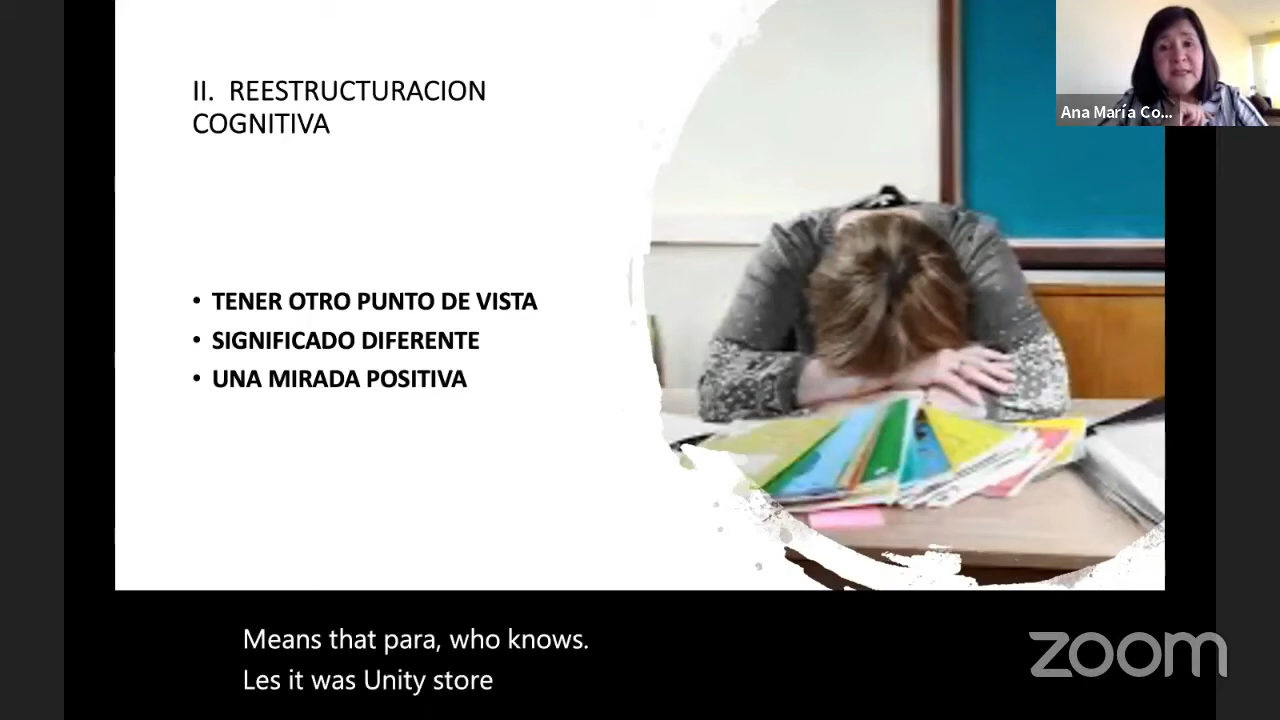 II. REESTRUCTURACION
COGNITIVA
Ana María Co...
• TENER OTRO PUNTO DE VISTA
• SIGNIFICADO DIFERENTE
• UNA MIRADA POSITIVA
Means that para, who knows.
Les it was Unity store
zoom